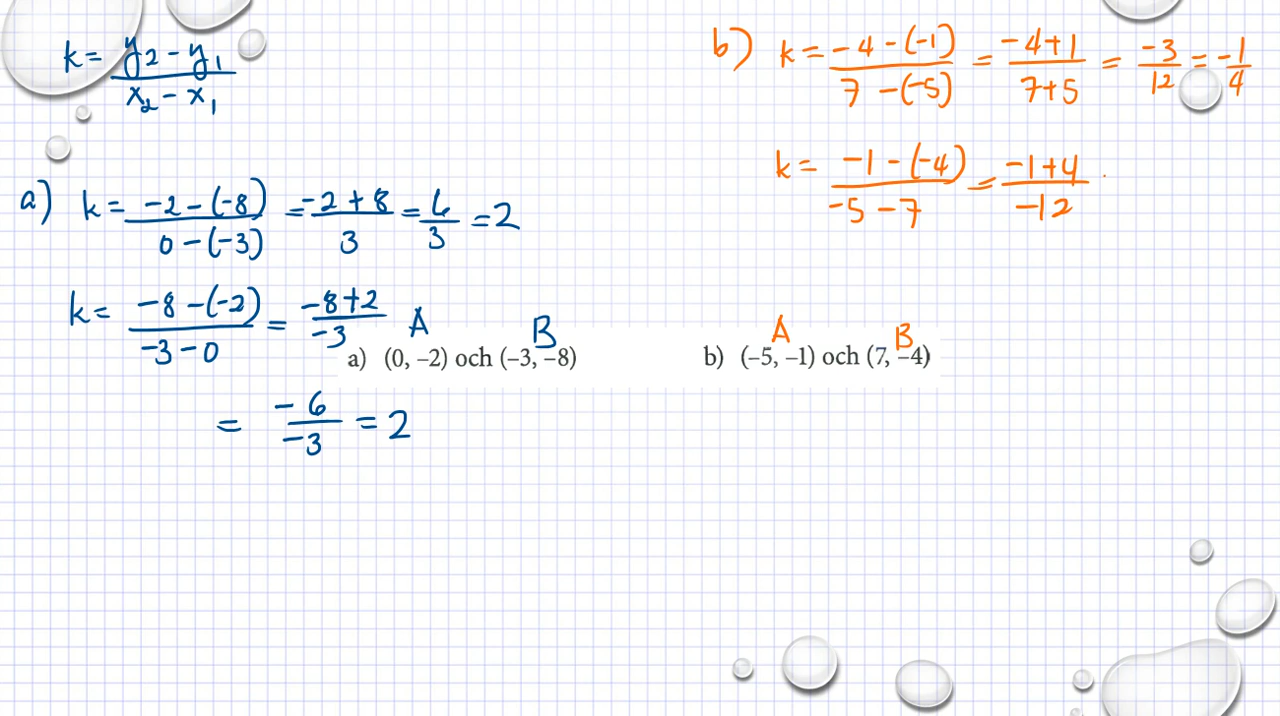 k = y₂ - y₁ / x₂ - x₁
a) k = -2 - (-8) / 0 - (-3) = -2 + 8 / 3 = 6 / 3 = 2
k = -8 - (-2) / -3 - 0 = -8 + 2 / -3
A B
a) (0, –2) och (–3, –8)
= -6 / -3 = 2
b) k = -4 - (-1) / 7 - (-5) = -4 + 1 / 7 + 5 = -3 / 12 = -1 / 4
k = -1 - (-4) / -5 - 7 = -1 + 4 / -12
A B
b) (–5, –1) och (7, –4)